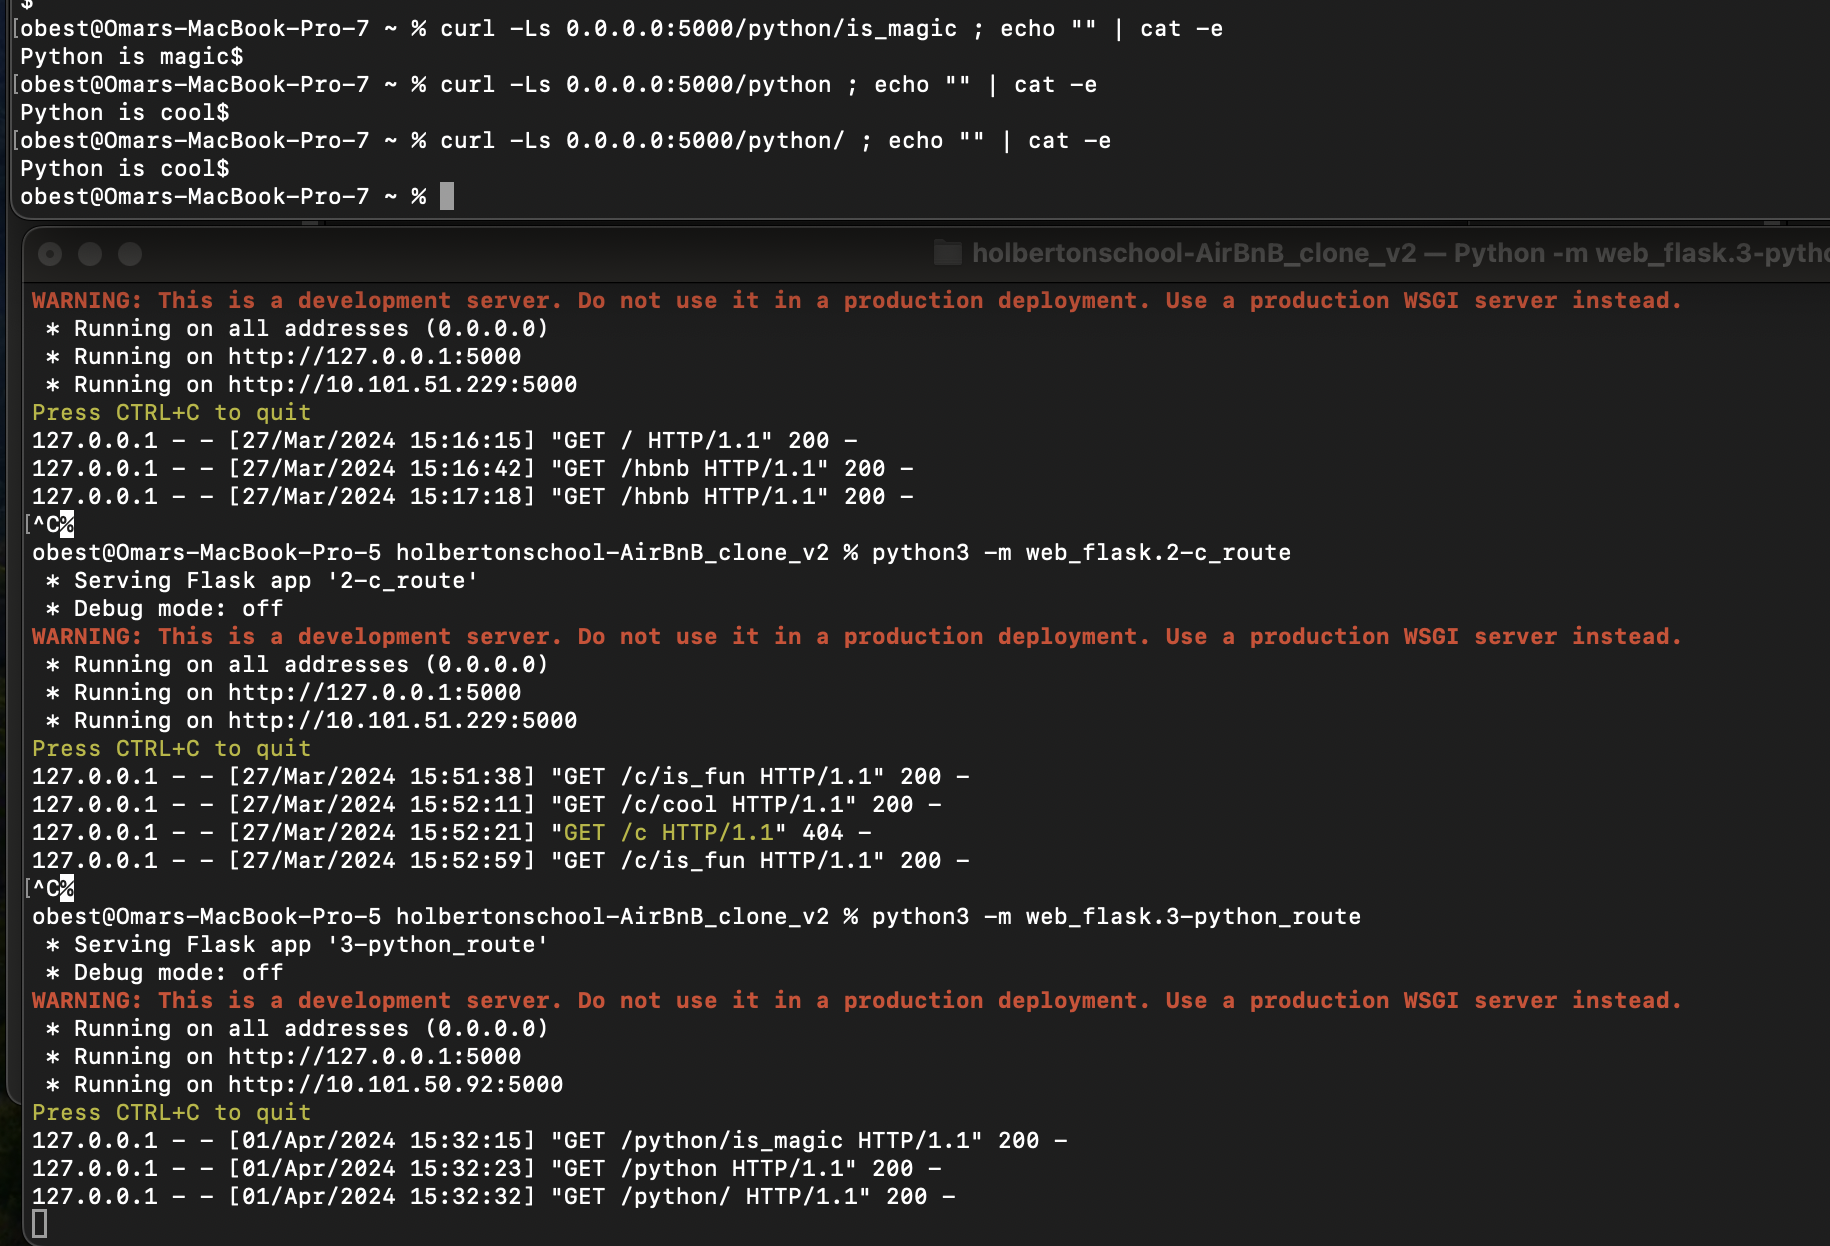 $
obest@Omars-MacBook-Pro-7 ~ % curl -Ls 0.0.0.0:5000/python/is_magic ; echo "" | cat -e
Python is magic$
obest@Omars-MacBook-Pro-7 ~ % curl -Ls 0.0.0.0:5000/python ; echo "" | cat -e
Python is cool$
obest@Omars-MacBook-Pro-7 ~ % curl -Ls 0.0.0.0:5000/python/ ; echo "" | cat -e
Python is cool$
obest@Omars-MacBook-Pro-7 ~ %
holbertonschool-AirBnB_clone_v2 — Python -m web_flask.3-pytho
WARNING: This is a development server. Do not use it in a production deployment. Use a production WSGI server instead.
 * Running on all addresses (0.0.0.0)
 * Running on http://127.0.0.1:5000
 * Running on http://10.101.51.229:5000
Press CTRL+C to quit
127.0.0.1 - - [27/Mar/2024 15:16:15] "GET / HTTP/1.1" 200 -
127.0.0.1 - - [27/Mar/2024 15:16:42] "GET /hbnb HTTP/1.1" 200 -
127.0.0.1 - - [27/Mar/2024 15:17:18] "GET /hbnb HTTP/1.1" 200 -
^C%
obest@Omars-MacBook-Pro-5 holbertonschool-AirBnB_clone_v2 % python3 -m web_flask.2-c_route
 * Serving Flask app '2-c_route'
 * Debug mode: off
WARNING: This is a development server. Do not use it in a production deployment. Use a production WSGI server instead.
 * Running on all addresses (0.0.0.0)
 * Running on http://127.0.0.1:5000
 * Running on http://10.101.51.229:5000
Press CTRL+C to quit
127.0.0.1 - - [27/Mar/2024 15:51:38] "GET /c/is_fun HTTP/1.1" 200 -
127.0.0.1 - - [27/Mar/2024 15:52:11] "GET /c/cool HTTP/1.1" 200 -
127.0.0.1 - - [27/Mar/2024 15:52:21] "GET /c HTTP/1.1" 404 -
127.0.0.1 - - [27/Mar/2024 15:52:59] "GET /c/is_fun HTTP/1.1" 200 -
^C%
obest@Omars-MacBook-Pro-5 holbertonschool-AirBnB_clone_v2 % python3 -m web_flask.3-python_route
 * Serving Flask app '3-python_route'
 * Debug mode: off
WARNING: This is a development server. Do not use it in a production deployment. Use a production WSGI server instead.
 * Running on all addresses (0.0.0.0)
 * Running on http://127.0.0.1:5000
 * Running on http://10.101.50.92:5000
Press CTRL+C to quit
127.0.0.1 - - [01/Apr/2024 15:32:15] "GET /python/is_magic HTTP/1.1" 200 -
127.0.0.1 - - [01/Apr/2024 15:32:23] "GET /python HTTP/1.1" 200 -
127.0.0.1 - - [01/Apr/2024 15:32:32] "GET /python/ HTTP/1.1" 200 -